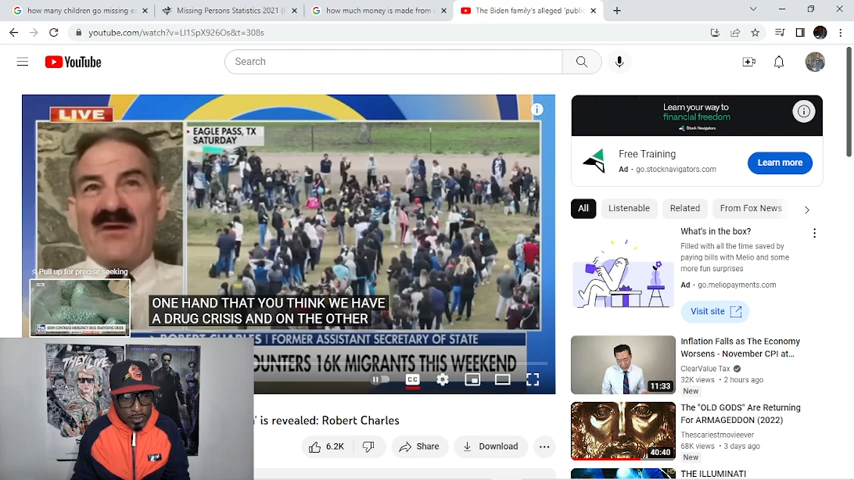 how many children go missing ea
Missing Persons Statistics 2021 (U
how much money is made from
The Biden family's alleged 'public
youtube.com/watch?v=LI1SpX926Os&t=308s
YouTube
Search
LIVE
EAGLE PASS, TX
SATURDAY
Pull up for precise seeking
ONE HAND THAT YOU THINK WE HAVE
A DRUG CRISIS AND ON THE OTHER
ROBERT CHARLES | FORMER ASSISTANT SECRETARY OF STATE
OUNTERS 16K MIGRANTS THIS WEEKEND
CC
THEY LIVE
' is revealed: Robert Charles
6.2K
Share
Download
Learn your way to
financial freedom
Stock Navigators
Free Training
Ad · go.stocknavigators.com
Learn more
All
Listenable
Related
From Fox News
What's in the box?
Filled with all the time saved by
paying bills with Melio and some
more fun surprises
Ad · go.meliopayments.com
Visit site
Inflation Falls as The Economy
Worsens - November CPI at...
ClearValue Tax
32K views • 2 hours ago
New
11:33
The "OLD GODS" Are Returning
For ARMAGEDDON (2022)
Thescariestmovieever
68K views • 3 days ago
New
40:40
THE ILLUMINATI